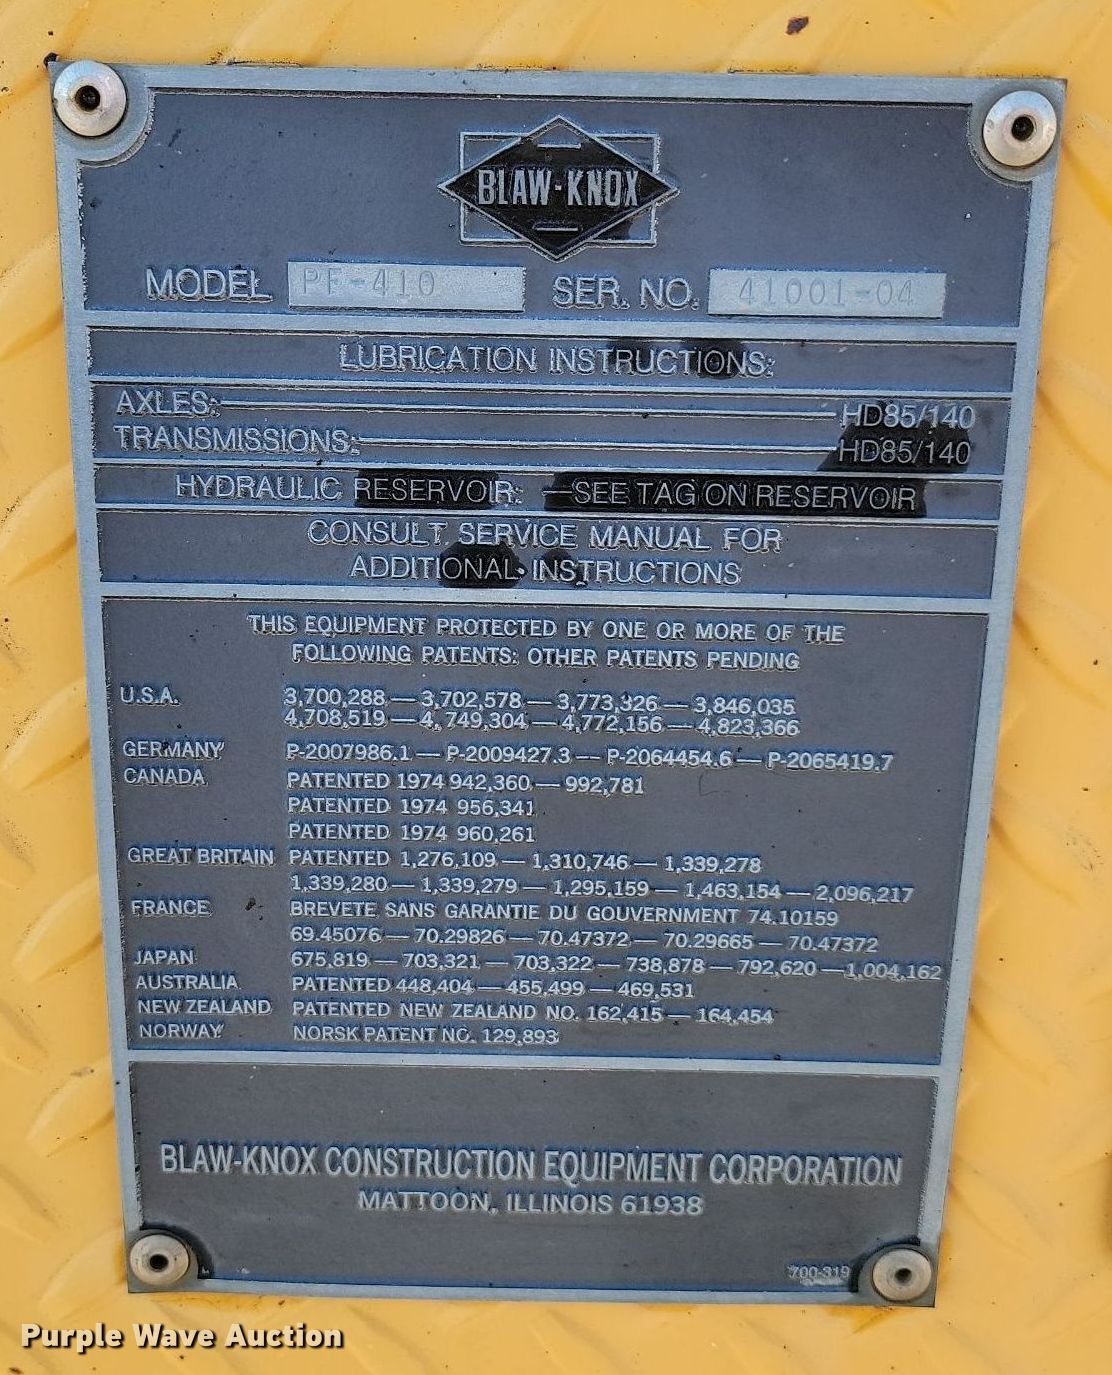 BLAW-KNOX
MODEL PF-410 SER. NO. 41001-04
LUBRICATION INSTRUCTIONS:
AXLES: HD85/140
TRANSMISSIONS: HD85/140
HYDRAULIC RESERVOIR: —SEE TAG ON RESERVOIR
CONSULT SERVICE MANUAL FOR
ADDITIONAL INSTRUCTIONS
THIS EQUIPMENT PROTECTED BY ONE OR MORE OF THE
FOLLOWING PATENTS: OTHER PATENTS PENDING
U.S.A. 3,700,288—3,702,578—3,773,326—3,846,035
4,708,519—4,749,304—4,772,156—4,823,366
GERMANY P-2007986.1—P-2009427.3—P-2064454.6—P-2065419.7
CANADA PATENTED 1974 942,360—992,781
PATENTED 1974 956,341
PATENTED 1974 960,261
GREAT BRITAIN PATENTED 1,276,109—1,310,746—1,339,278
1,339,280—1,339,279—1,295,159—1,463,154—2,096,217
FRANCE BREVETE SANS GARANTIE DU GOUVERNMENT 74.10159
69.45076—70.29826—70.47372—70.29665—70.47372
JAPAN 675,819—703,321—703,322—738,878—792,620—1,004,162
AUSTRALIA PATENTED 448,404—455,499—469,531
NEW ZEALAND PATENTED NEW ZEALAND NO. 162,415—164,454
NORWAY NORSK PATENT NO. 129,893
BLAW-KNOX CONSTRUCTION EQUIPMENT CORPORATION
MATTOON, ILLINOIS 61938
700-319
Purple Wave Auction